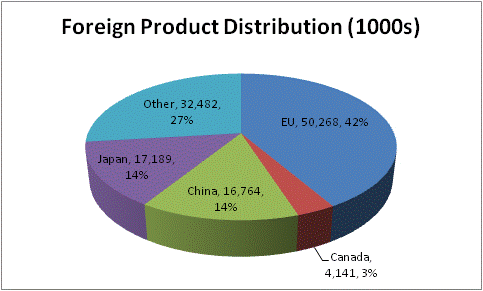 Foreign Product Distribution (1000s)
Other, 32,482,
27%
EU, 50,268, 42%
Japan, 17,189,
14%
China, 16,764,
14%
Canada,
4,141, 3%